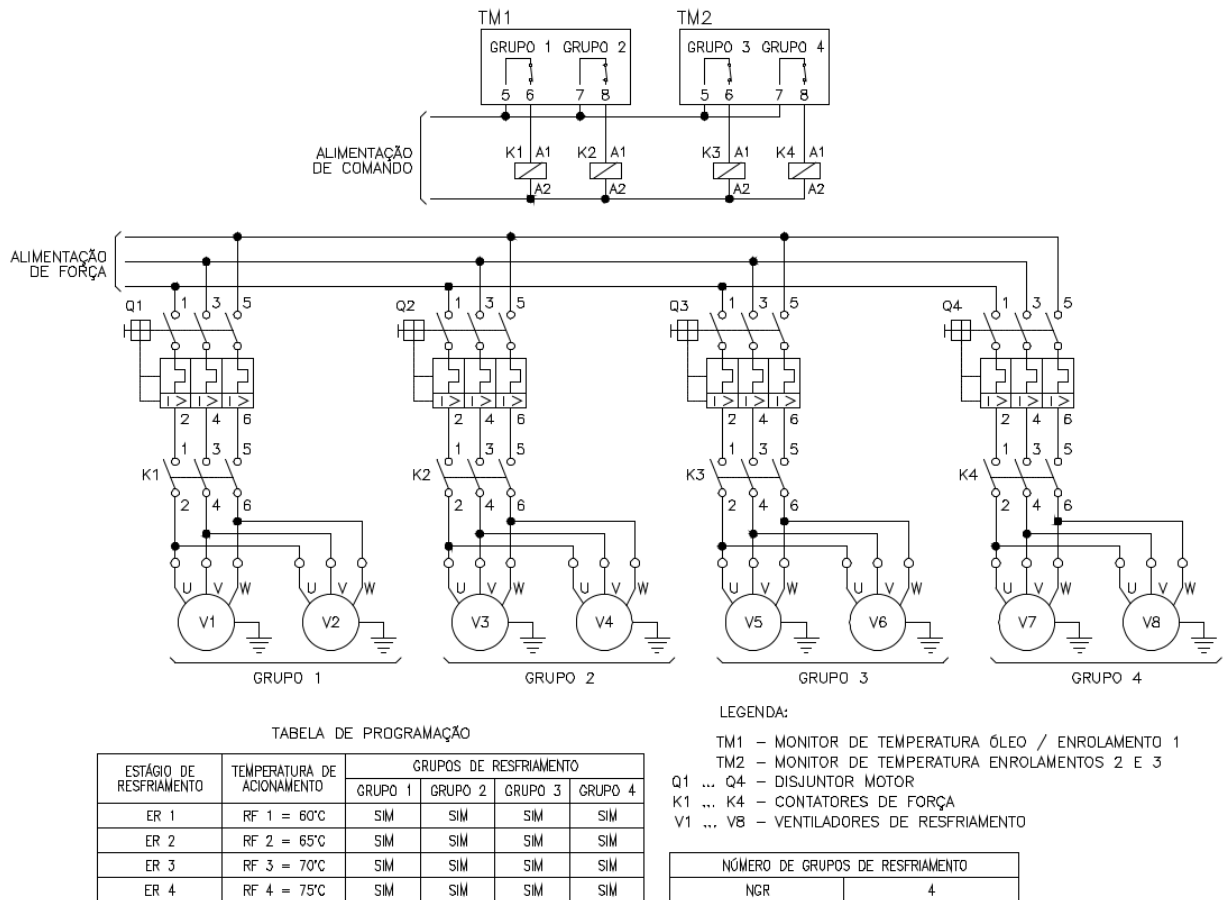 TM1
TM2
GRUPO 1 GRUPO 2
GRUPO 3 GRUPO 4
5 6 7 8
5 6 7 8
ALIMENTAÇÃO
DE COMANDO
K1 A1 K2 A1 K3 A1 K4 A1
A2 A2 A2 A2
ALIMENTAÇÃO
DE FORÇA
Q1 1 3 5
Q2 1 3 5
Q3 1 3 5
Q4 1 3 5
I> I> I>
I> I> I>
I> I> I>
I> I> I>
2 4 6
2 4 6
2 4 6
2 4 6
1 3 5
1 3 5
1 3 5
1 3 5
K1
K2
K3
K4
2 4 6
2 4 6
2 4 6
2 4 6
U V W U V W
U V W U V W
U V W U V W
U V W U V W
V1 V2 V3 V4 V5 V6 V7 V8
GRUPO 1
GRUPO 2
GRUPO 3
GRUPO 4
TABELA DE PROGRAMAÇÃO
ESTÁGIO DE
RESFRIAMENTO
TEMPERATURA DE
ACIONAMENTO
GRUPOS DE RESFRIAMENTO
GRUPO 1 GRUPO 2 GRUPO 3 GRUPO 4
ER 1 RF 1 = 60°C SIM SIM SIM SIM
ER 2 RF 2 = 65°C SIM SIM SIM SIM
ER 3 RF 3 = 70°C SIM SIM SIM SIM
ER 4 RF 4 = 75°C SIM SIM SIM SIM
LEGENDA:
TM1 – MONITOR DE TEMPERATURA ÓLEO / ENROLAMENTO 1
TM2 – MONITOR DE TEMPERATURA ENROLAMENTOS 2 E 3
Q1 ... Q4 – DISJUNTOR MOTOR
K1 ... K4 – CONTATORES DE FORÇA
V1 ... V8 – VENTILADORES DE RESFRIAMENTO
NÚMERO DE GRUPOS DE RESFRIAMENTO
NGR 4